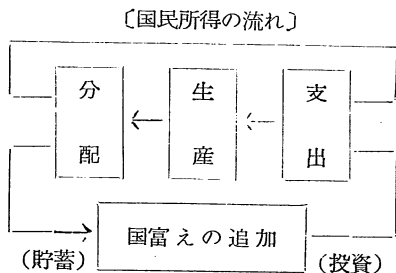 〔国民所得の流れ〕
分配
生産
支出
国富えの追加
(貯蓄)
(投資)